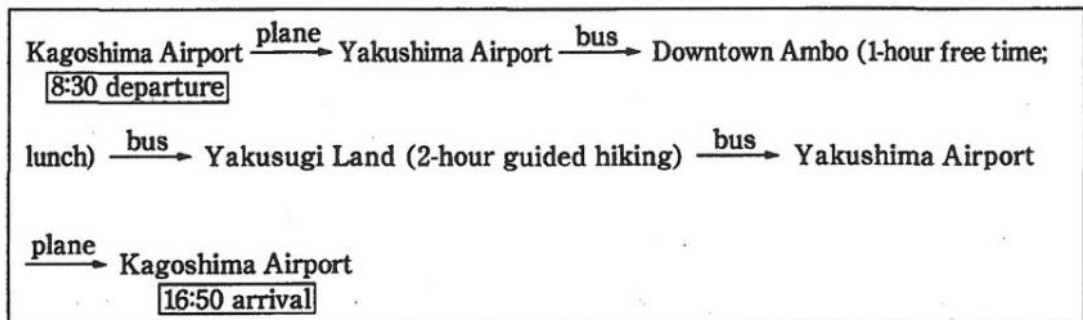 plane bus
Kagoshima Airport → Yakushima Airport → Downtown Ambo (1-hour free time;
8:30 departure
bus bus
lunch) → Yakusugi Land (2-hour guided hiking) → Yakushima Airport
plane
→ Kagoshima Airport
16:50 arrival